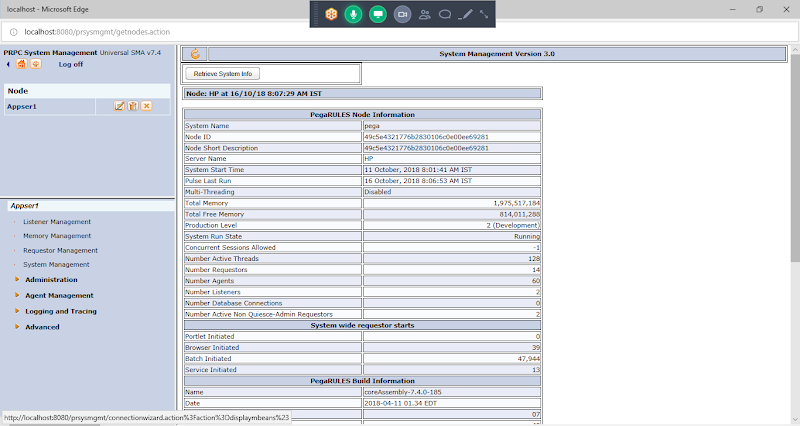 localhost - Microsoft Edge
localhost:8080/prsysmgmt/getnodes.action
PRPC System Management Universal SMA v7.4
Log off
Node
Appser1
System Management Version 3.0
Retrieve System Info
Node: HP at 16/10/18 8:07:29 AM IST
PegaRULES Node Information
System Name pega
Node ID 49c5e4321776b2830106c0e00ee69281
Node Short Description 49c5e4321776b2830106c0e00ee69281
Server Name HP
System Start Time 11 October, 2018 8:01:41 AM IST
Pulse Last Run 16 October, 2018 8:06:53 AM IST
Multi-Threading Disabled
Total Memory 1,975,517,184
Total Free Memory 814,011,288
Production Level 2 (Development)
System Run State Running
Concurrent Sessions Allowed -1
Number Active Threads 128
Number Requestors 14
Number Agents 60
Number Listeners 2
Number Database Connections 0
Number Active Non Quiesce-Admin Requestors 2
System wide requestor starts
Portlet Initiated 0
Browser Initiated 39
Batch Initiated 47,944
Service Initiated 13
PegaRULES Build Information
Name coreAssembly-7.4.0-185
Date 2018-04-11 01.34 EDT
07
Appser1
Listener Management
Memory Management
Requestor Management
System Management
Administration
Agent Management
Logging and Tracing
Advanced
http://localhost:8080/prsysmgmt/connectionwizard.action%3Faction%3Ddisplaymbeans%23